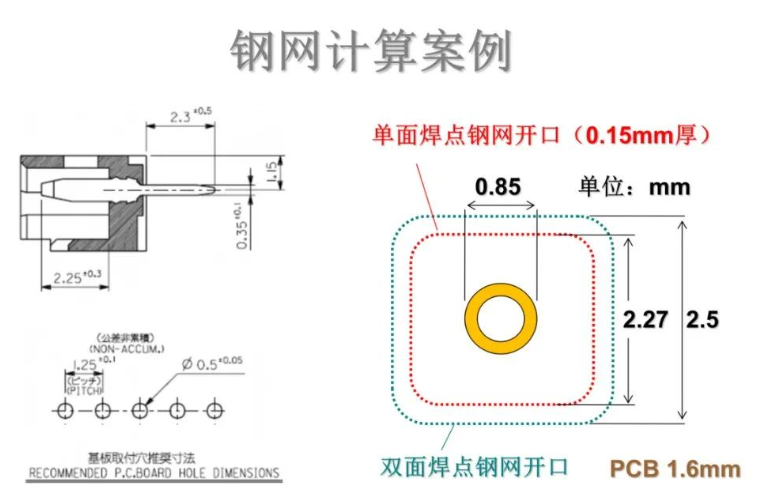 钢网计算案例
2.3 ±0.5
1.15
0.35 ±0.1
2.25 ±0.3
(公差非累積)
(NON-ACCUM.)
1.25 ±0.1
(ピッチ)
(PITCH)
Ø 0.5 ±0.05
基板取付穴推奨寸法
RECOMMENDED P.C.BOARD HOLE DIMENSIONS
单面焊点钢网开口（0.15mm厚）
0.85
单位：mm
2.27
2.5
双面焊点钢网开口
PCB 1.6mm